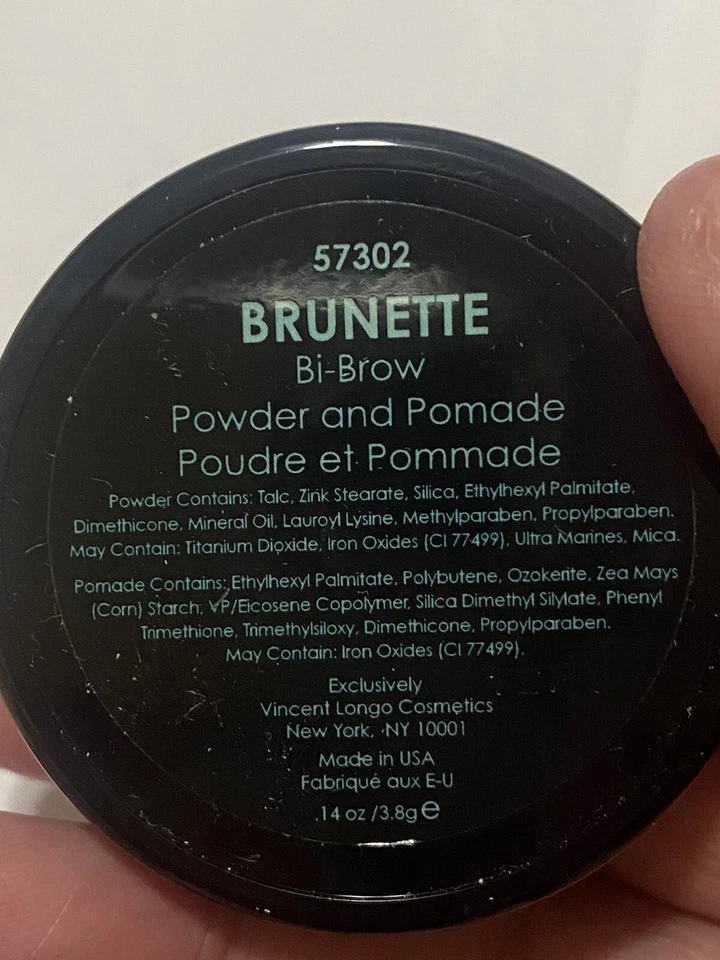 57302
BRUNETTE
Bi-Brow
Powder and Pomade
Poudre et Pommade
Powder Contains: Talc, Zink Stearate, Silica, Ethylhexyl Palmitate,
Dimethicone, Mineral Oil, Lauroyl Lysine, Methylparaben, Propylparaben.
May Contain: Titanium Dioxide, Iron Oxides (CI 77499), Ultra Marines, Mica.
Pomade Contains: Ethylhexyl Palmitate, Polybutene, Ozokerite, Zea Mays
(Corn) Starch, VP/Eicosene Copolymer, Silica Dimethyl Silylate, Phenyl
Trimethione, Trimethylsiloxy, Dimethicone, Propylparaben.
May Contain: Iron Oxides (CI 77499).
Exclusively
Vincent Longo Cosmetics
New York, NY 10001
Made in USA
Fabriqué aux E-U
.14 oz /3.8g e